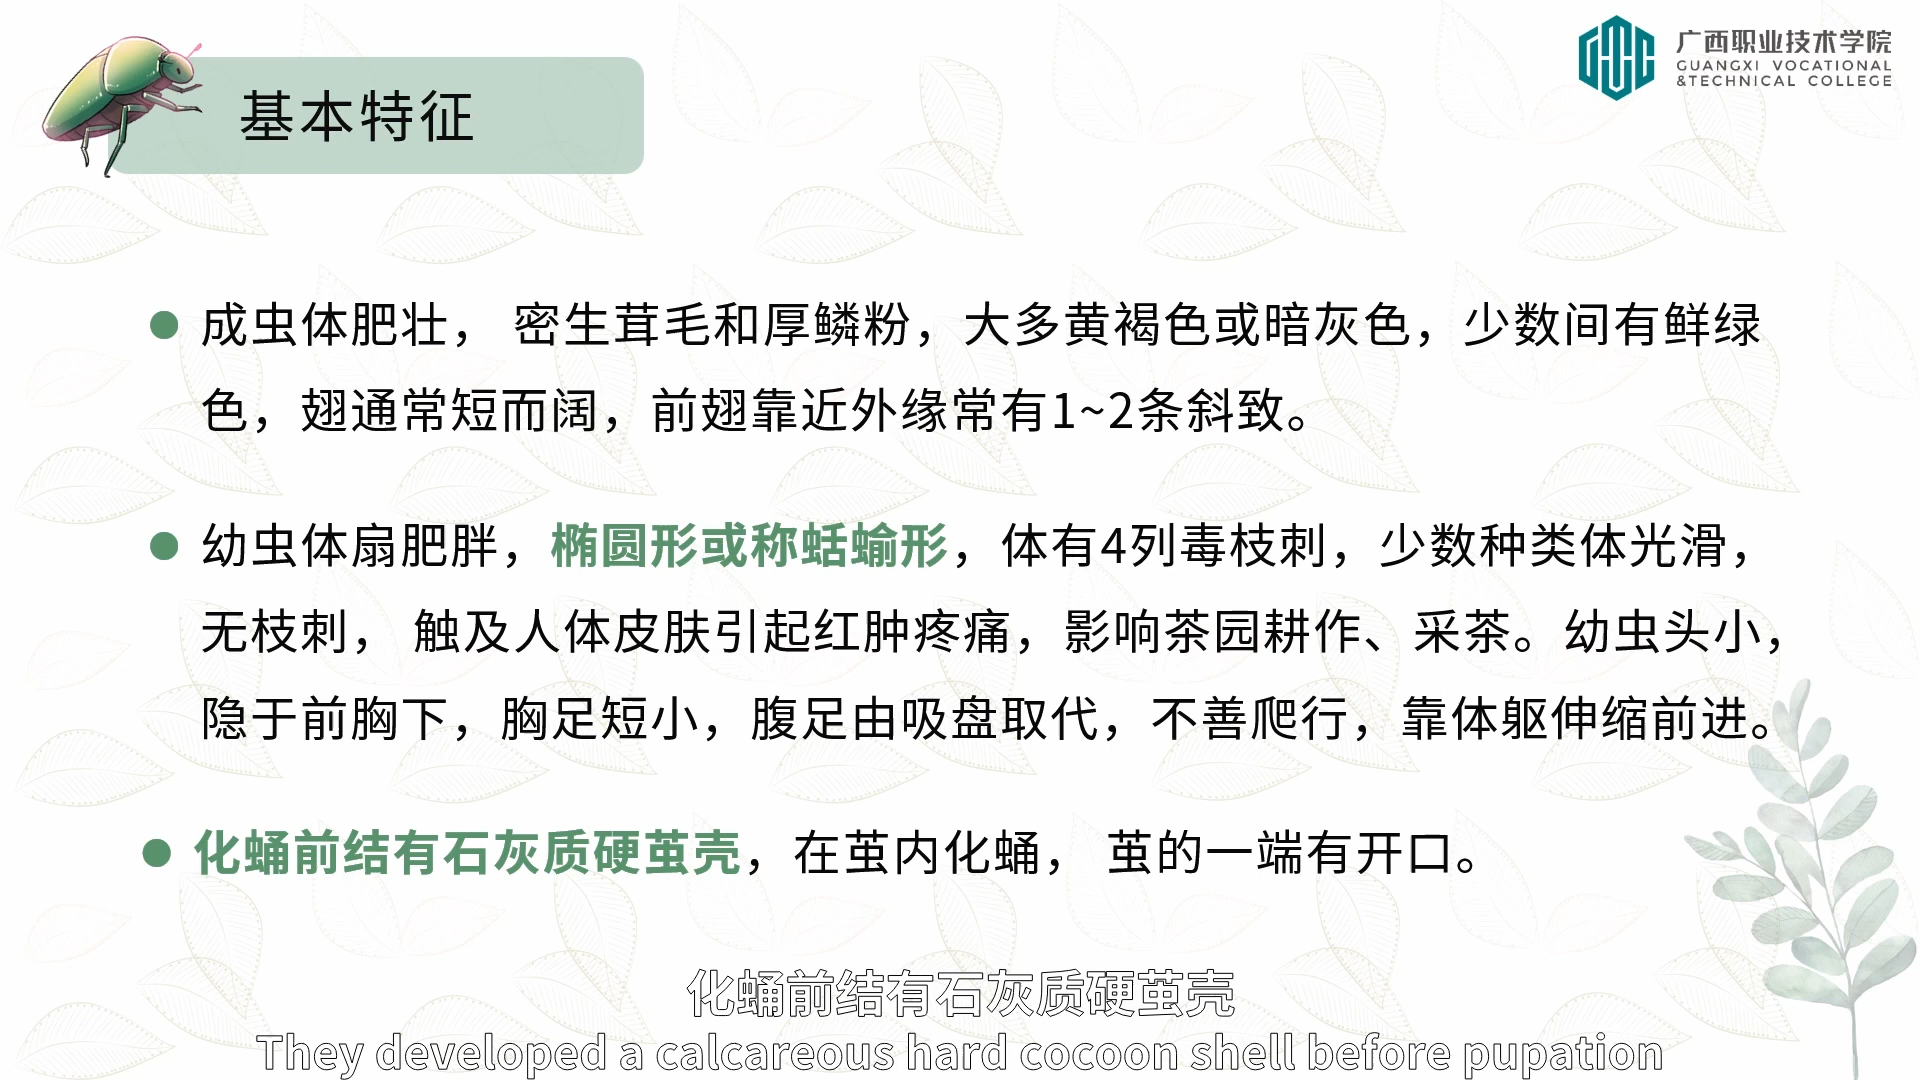 广西职业技术学院
GUANGXI VOCATIONAL
&TECHNICAL COLLEGE
基本特征
成虫体肥壮， 密生茸毛和厚鳞粉，大多黄褐色或暗灰色，少数间有鲜绿
色，翅通常短而阔，前翅靠近外缘常有1~2条斜致。
幼虫体扇肥胖，椭圆形或称蛞蝓形，体有4列毒枝刺，少数种类体光滑，
无枝刺， 触及人体皮肤引起红肿疼痛，影响茶园耕作、采茶。幼虫头小，
隐于前胸下，胸足短小，腹足由吸盘取代，不善爬行，靠体躯伸缩前进。
化蛹前结有石灰质硬茧壳，在茧内化蛹， 茧的一端有开口。
化蛹前结有石灰质硬茧壳
They developed a calcareous hard cocoon shell before pupation